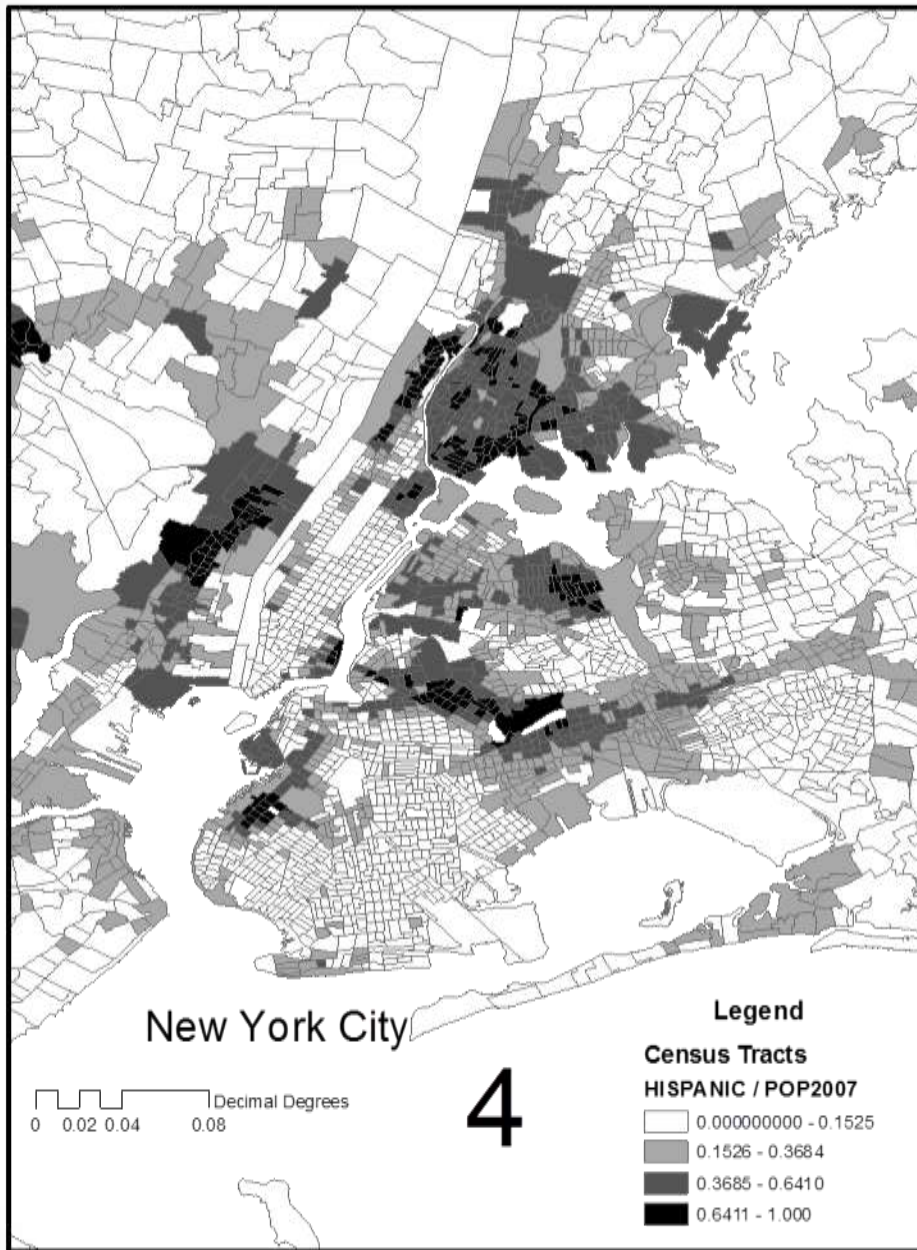 New York City
Decimal Degrees
0 0.02 0.04 0.08
4
Legend
Census Tracts
HISPANIC / POP2007
0.000000000 - 0.1525
0.1526 - 0.3684
0.3685 - 0.6410
0.6411 - 1.000